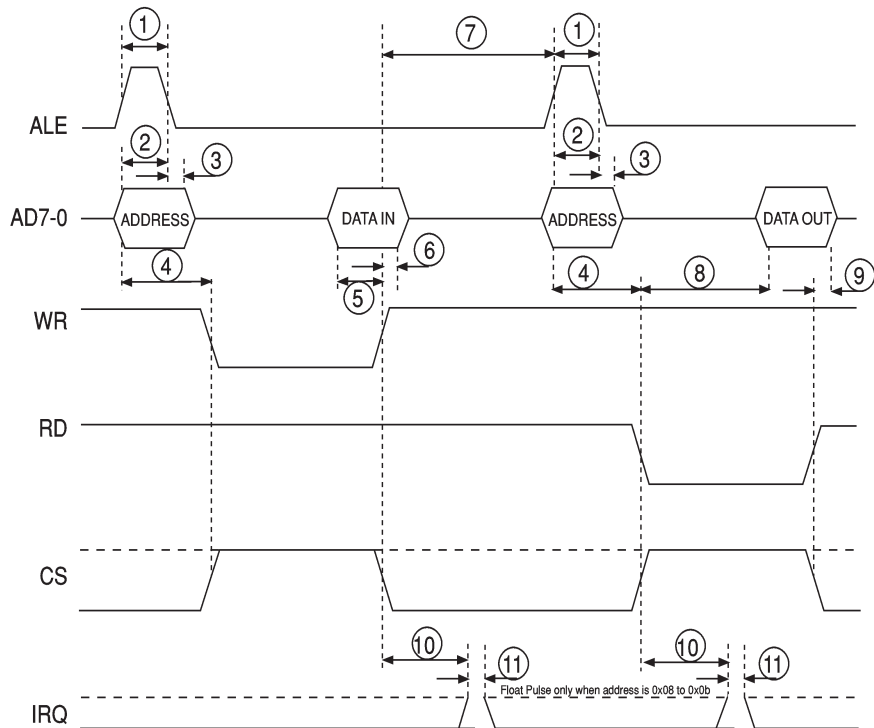 1 7 1
ALE
2 3 2 3
AD7-0 ADDRESS DATA IN ADDRESS DATA OUT
4 5 6 4 8 9
WR
RD
CS
10 11 10 11
Float Pulse only when address is 0x08 to 0x0b
IRQ